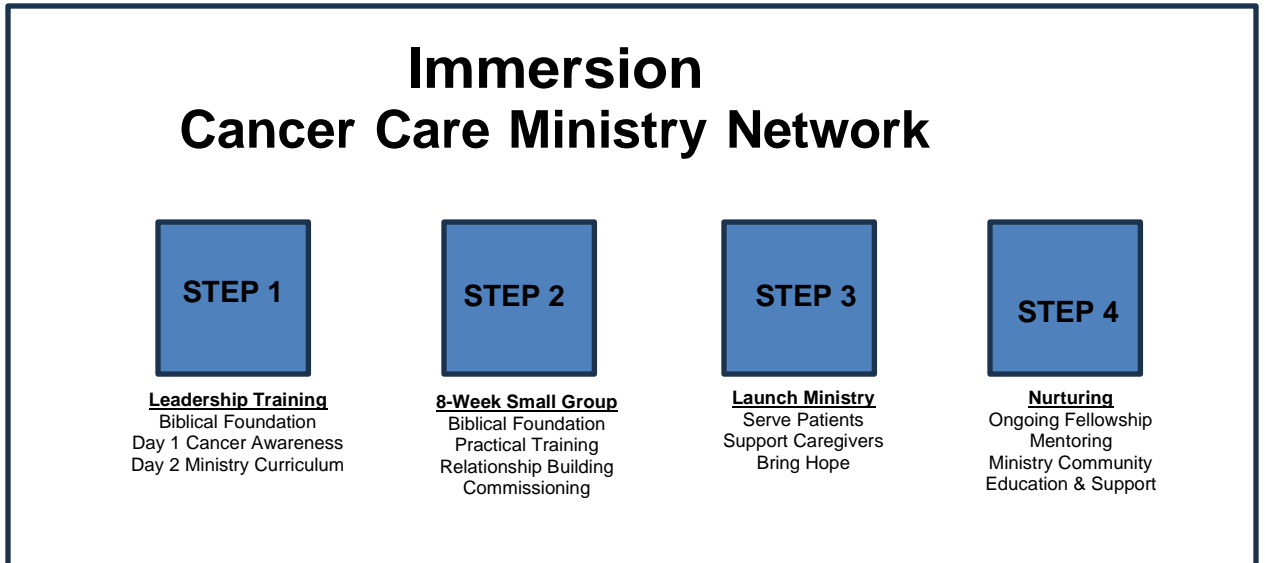 Immersion
Cancer Care Ministry Network
STEP 1
Leadership Training
Biblical Foundation
Day 1 Cancer Awareness
Day 2 Ministry Curriculum
STEP 2
8-Week Small Group
Biblical Foundation
Practical Training
Relationship Building
Commissioning
STEP 3
Launch Ministry
Serve Patients
Support Caregivers
Bring Hope
STEP 4
Nurturing
Ongoing Fellowship
Mentoring
Ministry Community
Education & Support